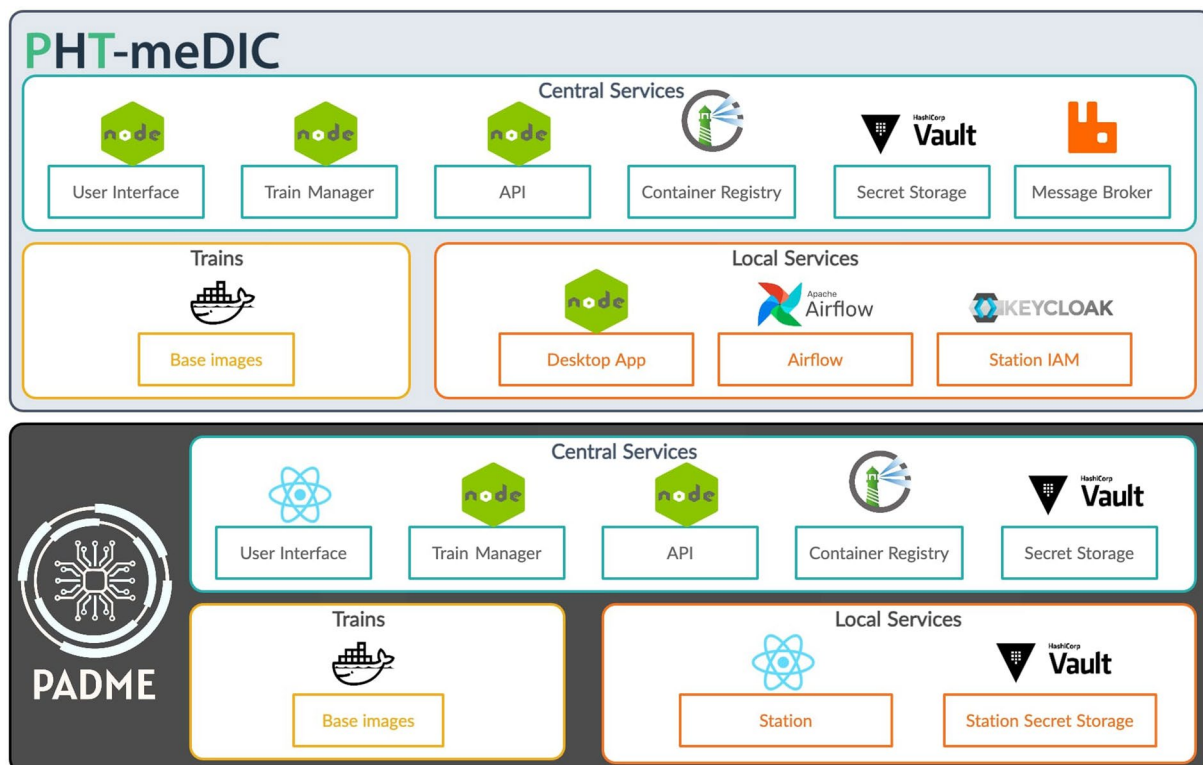 PHT-meDIC
Central Services
node
node
node
HashiCorp
Vault
User Interface
Train Manager
API
Container Registry
Secret Storage
Message Broker
Trains
Base images
Local Services
node
Apache
Airflow
KEYCLOAK
Desktop App
Airflow
Station IAM
PADME
Central Services
node
node
HashiCorp
Vault
User Interface
Train Manager
API
Container Registry
Secret Storage
Trains
Base images
Local Services
HashiCorp
Vault
Station
Station Secret Storage